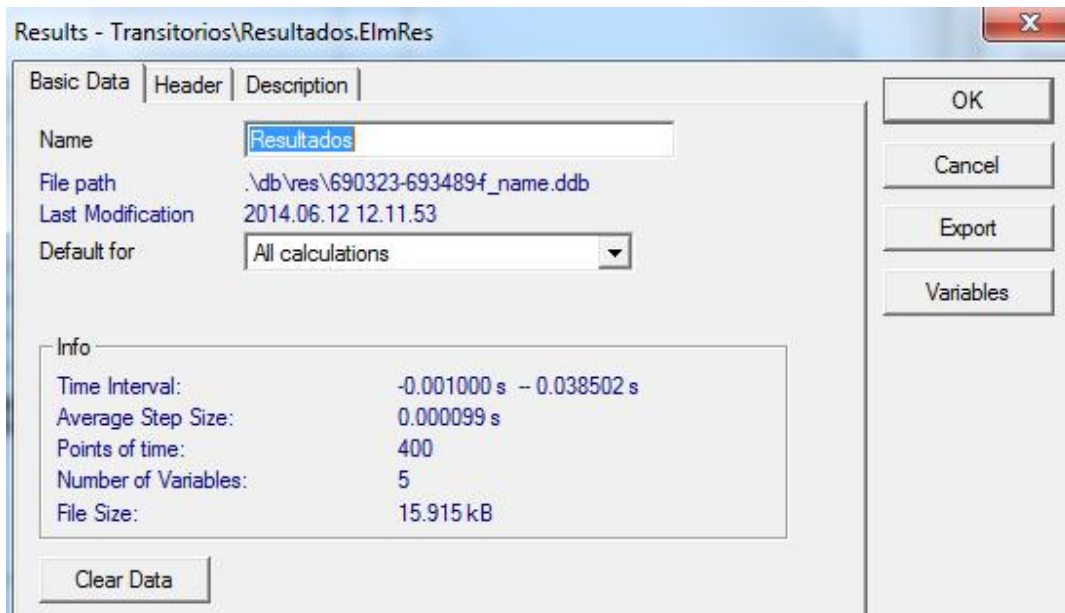 Results - Transitorios\Resultados.ElmRes
Basic Data Header Description
Name Resultados
File path .\db\res\690323-693489-f_name.ddb
Last Modification 2014.06.12 12.11.53
Default for All calculations
OK
Cancel
Export
Variables
Info
Time Interval: -0.001000 s -- 0.038502 s
Average Step Size: 0.000099 s
Points of time: 400
Number of Variables: 5
File Size: 15.915 kB
Clear Data